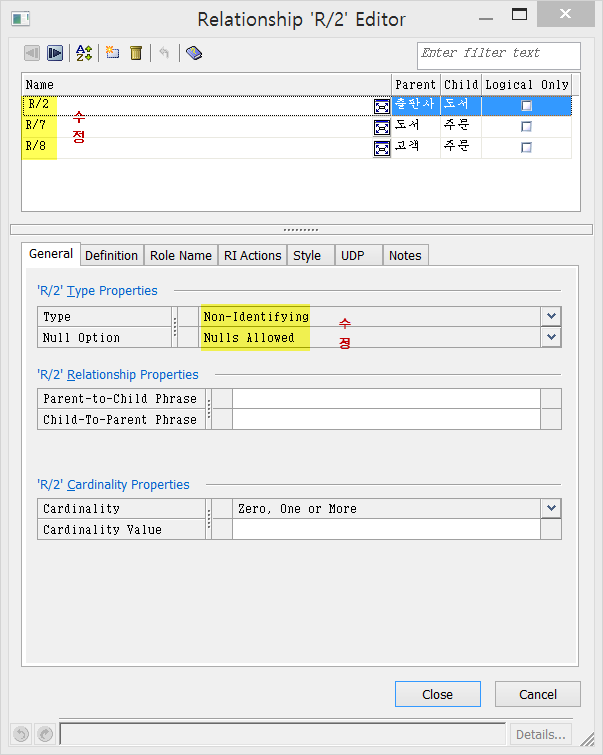 Relationship 'R/2' Editor
Enter filter text
Name Parent Child Logical Only
R/2 출판사 도서
수
R/7 도서 주문
정
R/8 고객 주문
General Definition Role Name RI Actions Style UDP Notes
'R/2' Type Properties
Type Non-Identifying 수
Null Option Nulls Allowed 정
'R/2' Relationship Properties
Parent-to-Child Phrase
Child-To-Parent Phrase
'R/2' Cardinality Properties
Cardinality Zero, One or More
Cardinality Value
Close Cancel
Details...